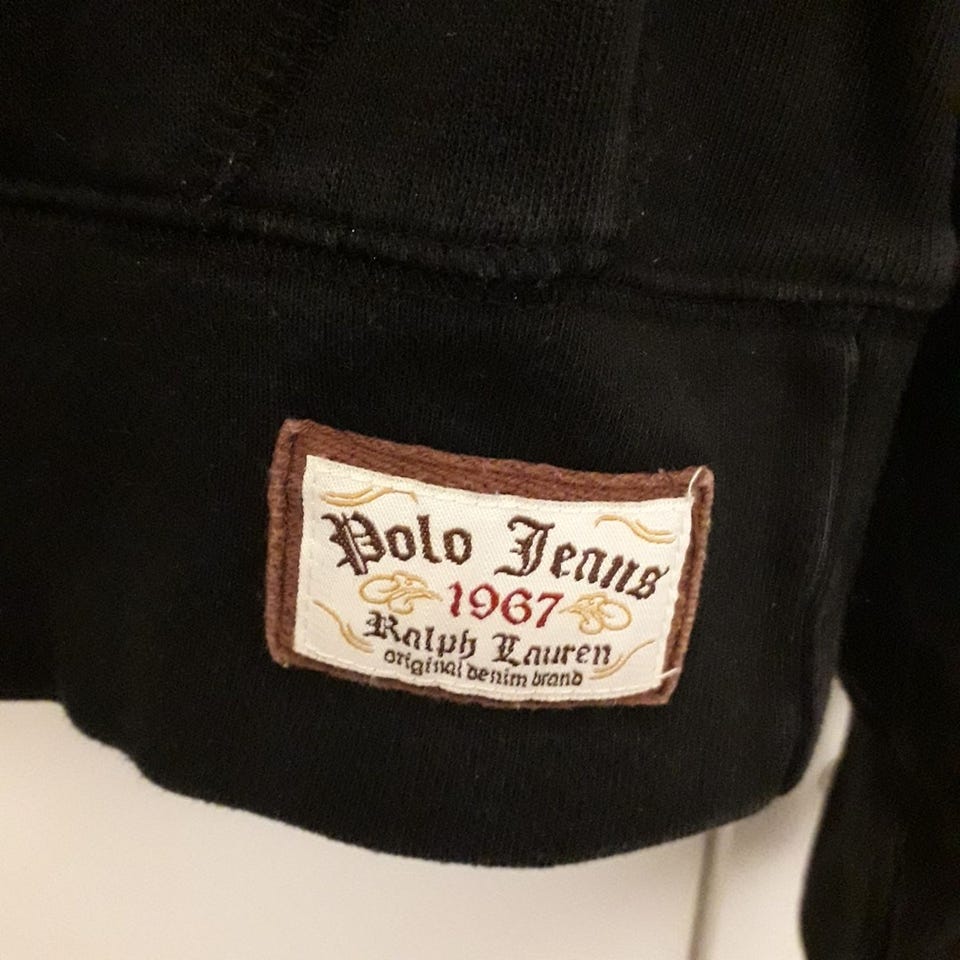 Polo Jeans
1967
Ralph Lauren
original denim brand